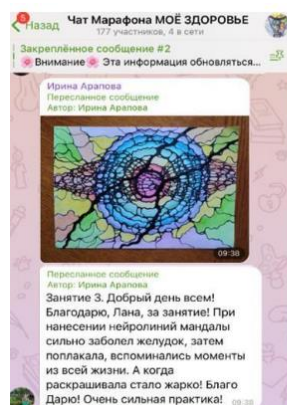 5
Назад
Чат Марафона МОЁ ЗДОРОВЬЕ
177 участников, 4 в сети
Закреплённое сообщение #2
🌸Внимание🌸 Эта информация обновляться...
Ирина Арапова
Пересланное сообщение
Автор: Ирина Арапова
09:38
Пересланное сообщение
Автор: Ирина Арапова
Занятие 3. Добрый день всем!
Благодарю, Лана, за занятие! При
нанесении нейролиний мандалы
сильно заболел желудок, затем
поплакала, вспоминались моменты
из всей жизни. А когда
раскрашивала стало жарко! Благо
Дарю! Очень сильная практика!
09:38